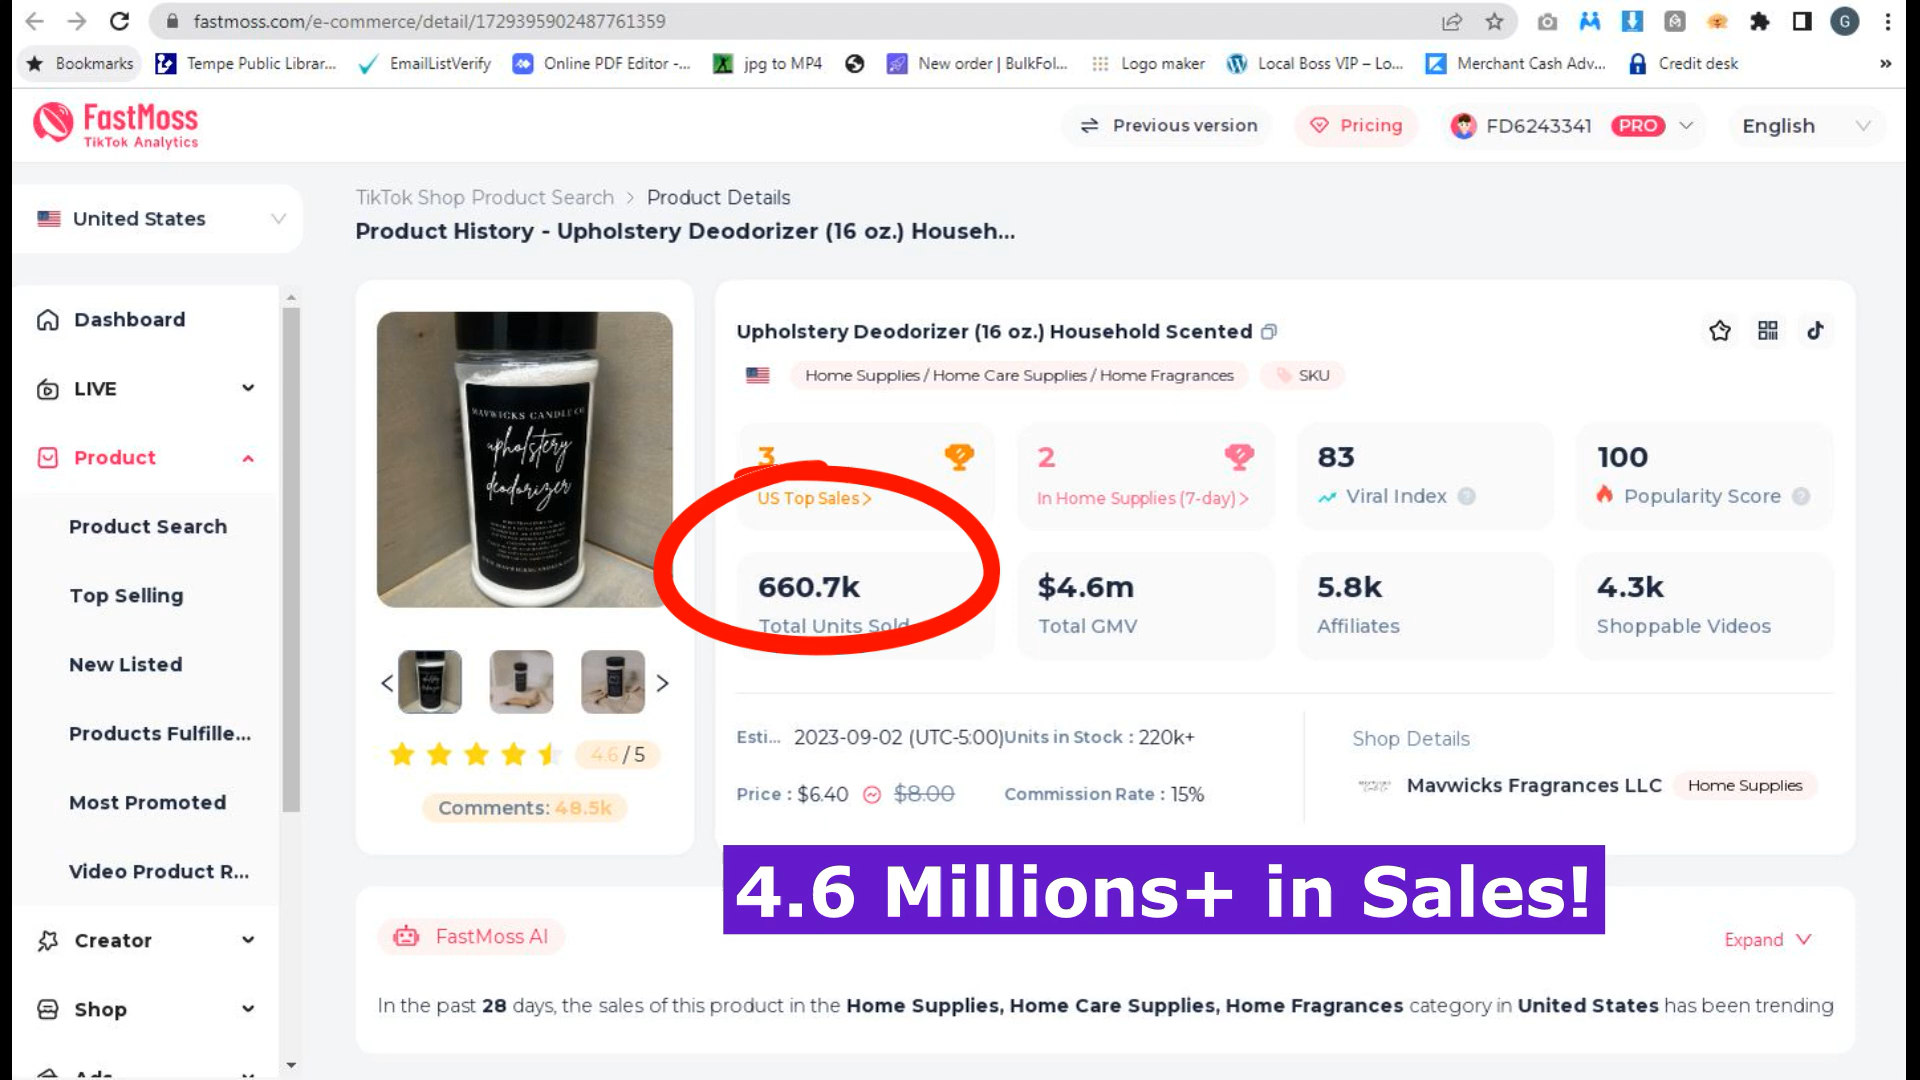 fastmoss.com/e-commerce/detail/1729395902487761359
G
Bookmarks Tempe Public Librar... EmailListVerify Online PDF Editor -... jpg to MP4 New order | BulkFol... Logo maker Local Boss VIP – Lo... Merchant Cash Adv... Credit desk »
FastMoss
TikTok Analytics
Previous version Pricing FD6243341 PRO English
United States
TikTok Shop Product Search > Product Details
Product History - Upholstery Deodorizer (16 oz.) Househ...
Dashboard
LIVE
Product
Product Search
Top Selling
New Listed
Products Fulfille...
Most Promoted
Video Product R...
Creator
Shop
Ads
MAVWICKS CANDLE CO
upholstery
deodorizer
4.6 / 5
Comments: 48.5k
Upholstery Deodorizer (16 oz.) Household Scented
Home Supplies / Home Care Supplies / Home Fragrances SKU
3
US Top Sales >
2
In Home Supplies (7-day) >
83
Viral Index
100
Popularity Score
660.7k
Total Units Sold
$4.6m
Total GMV
5.8k
Affiliates
4.3k
Shoppable Videos
Esti... 2023-09-02 (UTC-5:00) Units in Stock : 220k+
Price : $6.40 $8.00 Commission Rate : 15%
Shop Details
Mavwicks Fragrances LLC Home Supplies
4.6 Millions+ in Sales!
FastMoss AI
Expand
In the past 28 days, the sales of this product in the Home Supplies, Home Care Supplies, Home Fragrances category in United States has been trending